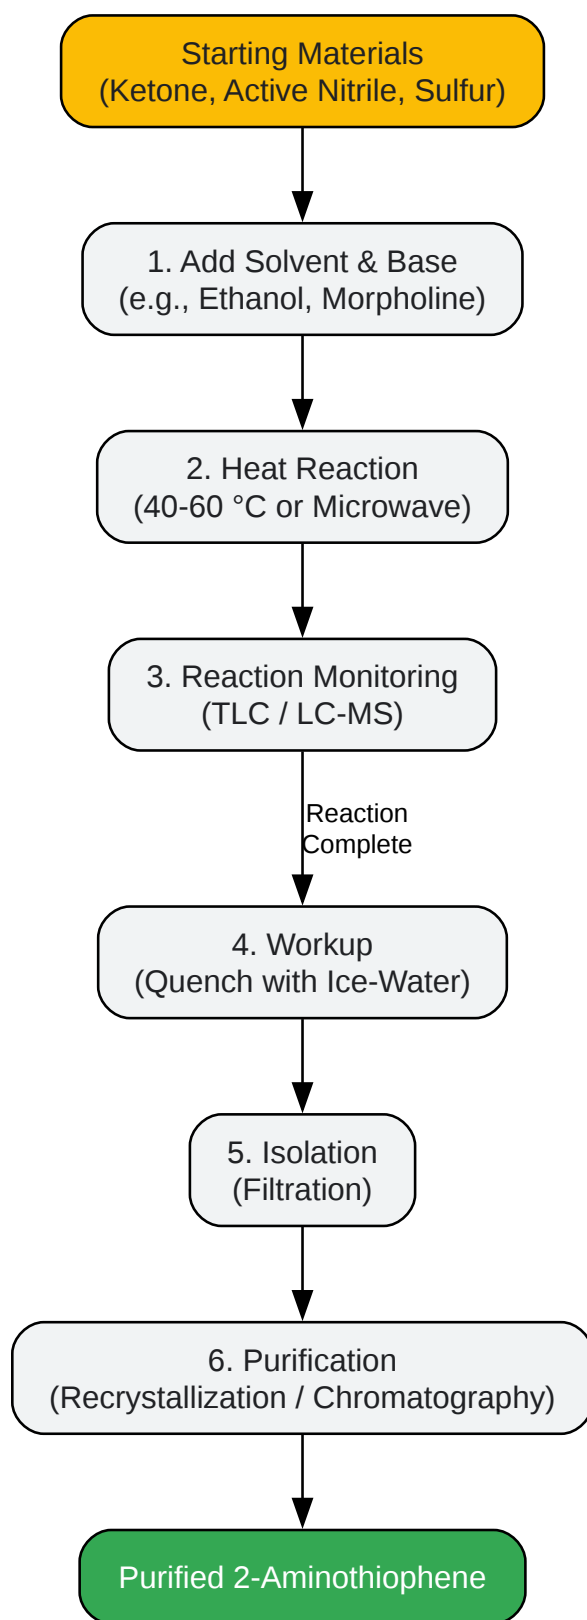 Starting Materials
(Ketone, Active Nitrile, Sulfur)
1. Add Solvent & Base
(e.g., Ethanol, Morpholine)
2. Heat Reaction
(40-60 °C or Microwave)
3. Reaction Monitoring
(TLC / LC-MS)
Reaction
Complete
4. Workup
(Quench with Ice-Water)
5. Isolation
(Filtration)
6. Purification
(Recrystallization / Chromatography)
Purified 2-Aminothiophene